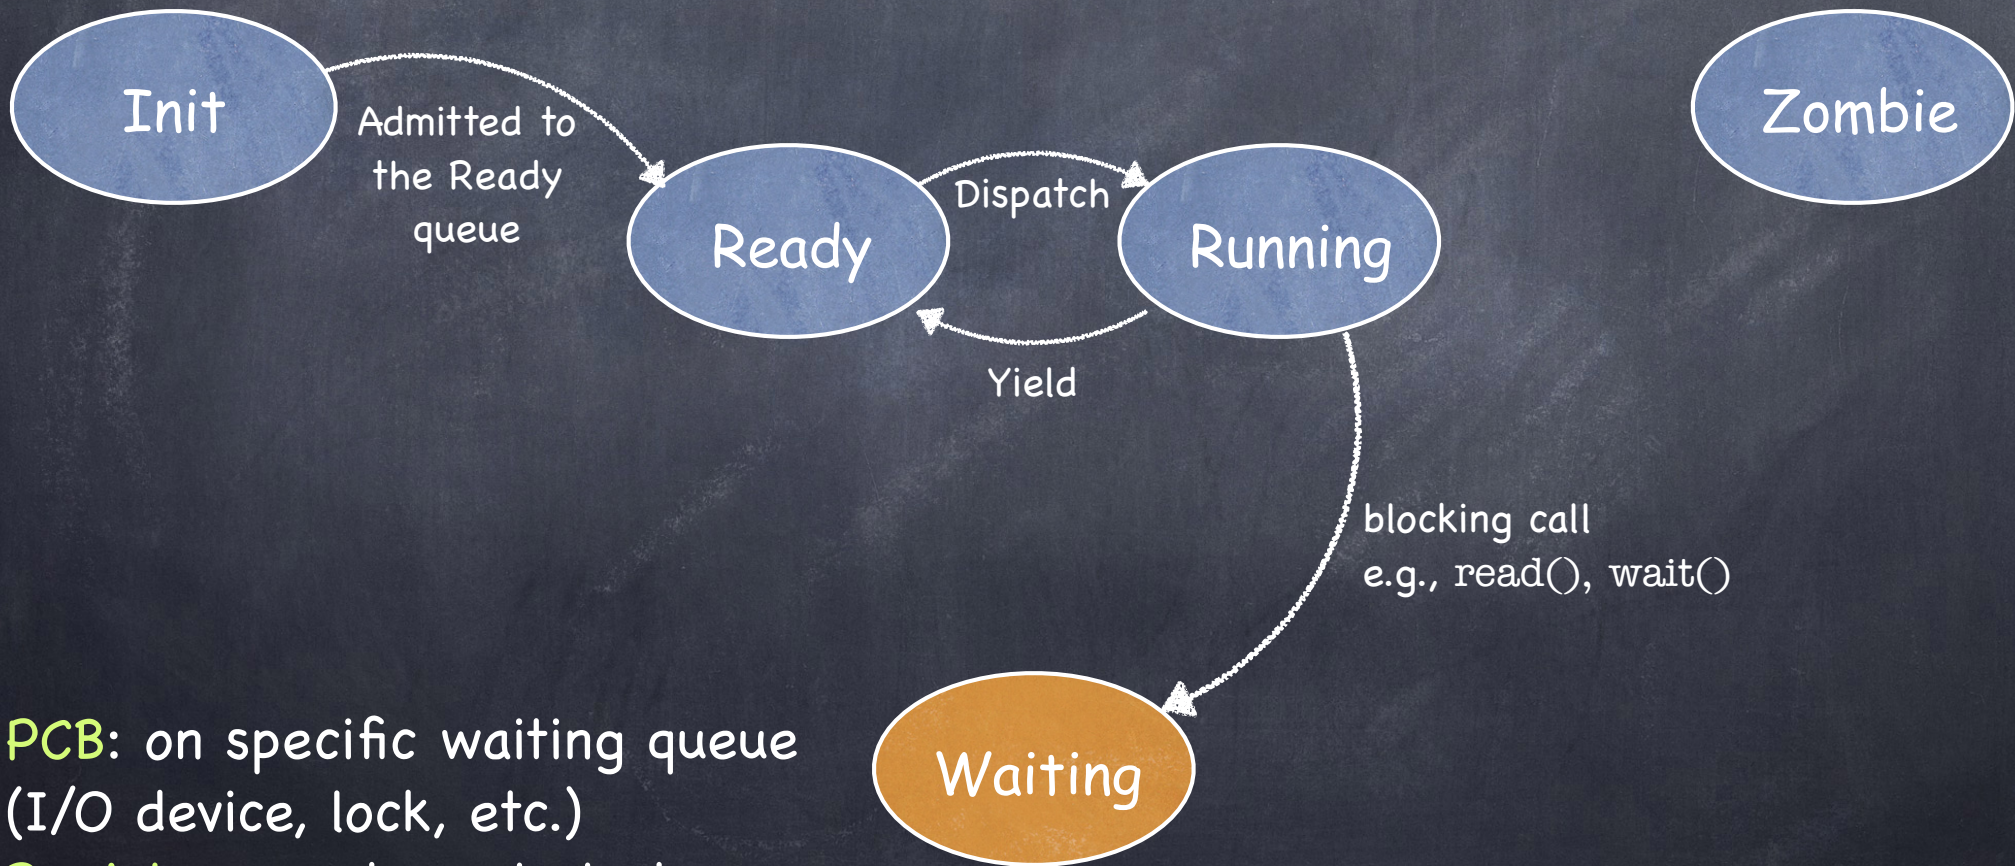 Init
Zombie
Admitted to
the Ready
queue
Dispatch
Ready
Running
Yield
blocking call
e.g., read(), wait()
PCB: on specific waiting queue
(I/O device, lock, etc.)
Waiting